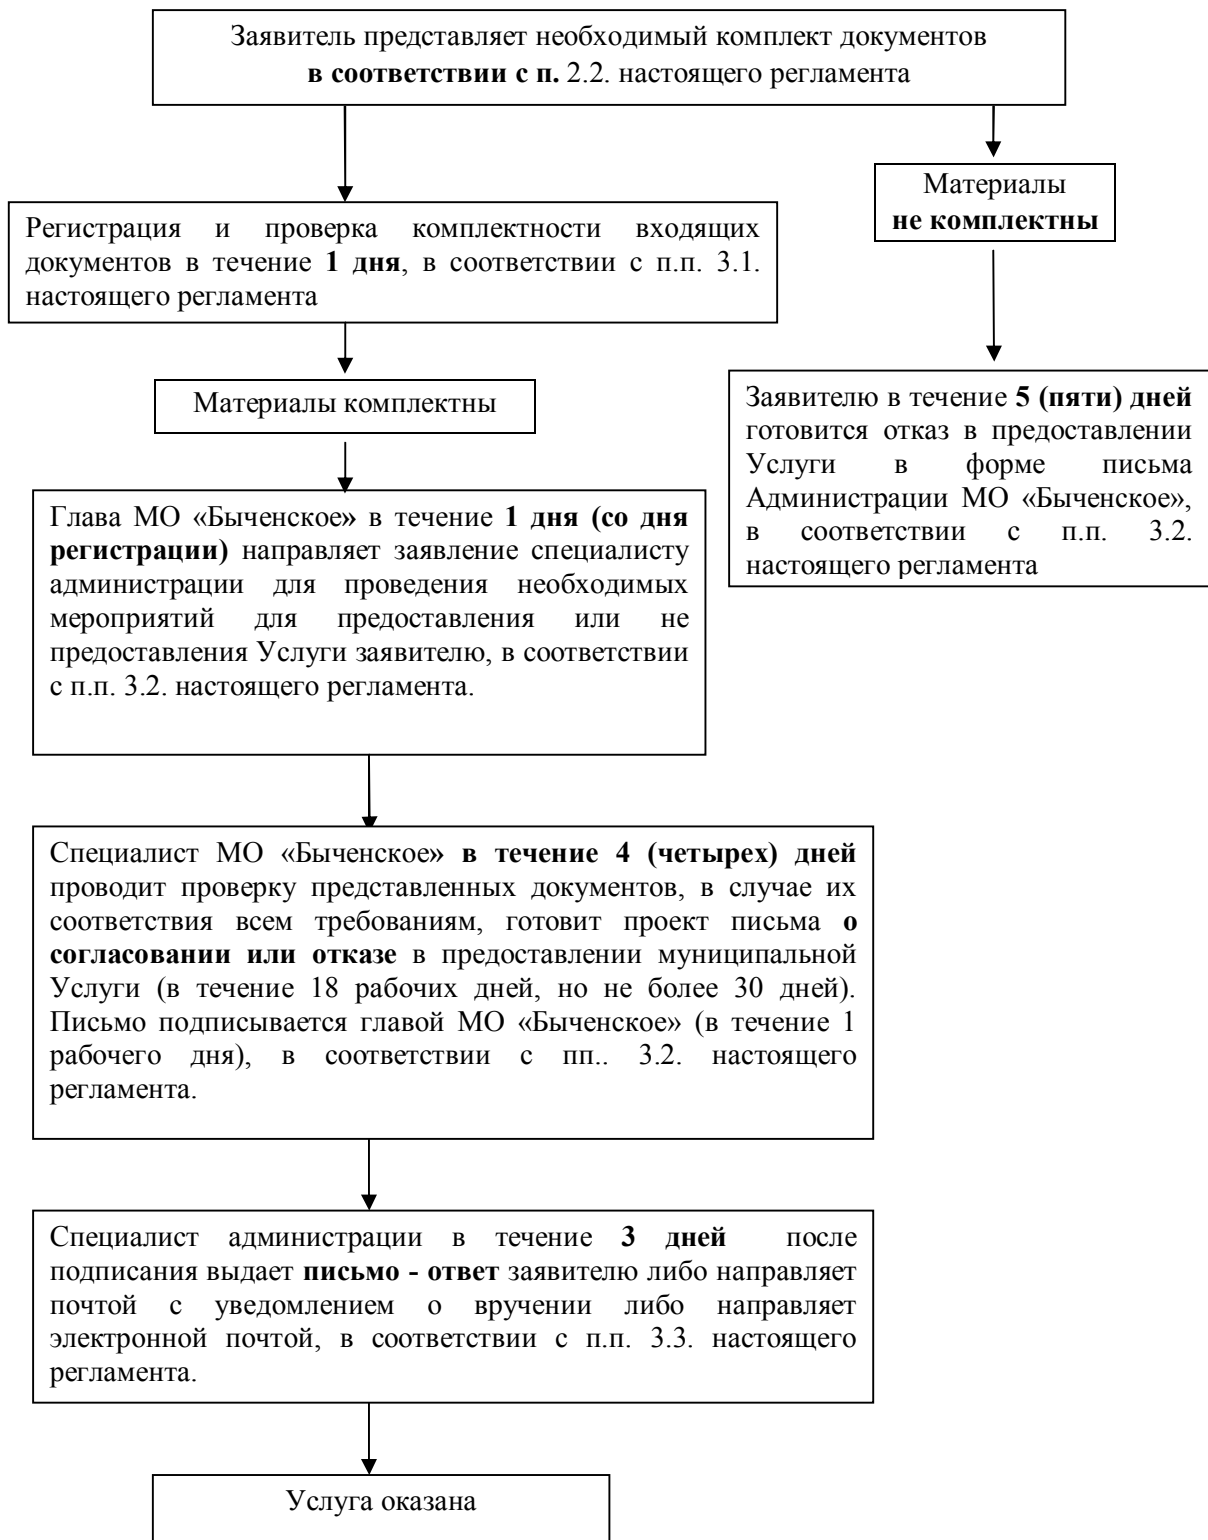 Заявитель представляет необходимый комплект документов
в соответствии с п. 2.2. настоящего регламента
Материалы
не комплектны
Регистрация и проверка комплектности входящих
документов в течение 1 дня, в соответствии с п.п. 3.1.
настоящего регламента
Материалы комплектны
Заявителю в течение 5 (пяти) дней
готовится отказ в предоставлении
Услуги в форме письма
Администрации МО «Быченское»,
в соответствии с п.п. 3.2.
настоящего регламента
Глава МО «Быченское» в течение 1 дня (со дня
регистрации) направляет заявление специалисту
администрации для проведения необходимых
мероприятий для предоставления или не
предоставления Услуги заявителю, в соответствии
с п.п. 3.2. настоящего регламента.
Специалист МО «Быченское» в течение 4 (четырех) дней
проводит проверку представленных документов, в случае их
соответствия всем требованиям, готовит проект письма о
согласовании или отказе в предоставлении муниципальной
Услуги (в течение 18 рабочих дней, но не более 30 дней).
Письмо подписывается главой МО «Быченское» (в течение 1
рабочего дня), в соответствии с пп.. 3.2. настоящего
регламента.
Специалист администрации в течение 3 дней после
подписания выдает письмо - ответ заявителю либо направляет
почтой с уведомлением о вручении либо направляет
электронной почтой, в соответствии с п.п. 3.3. настоящего
регламента.
Услуга оказана